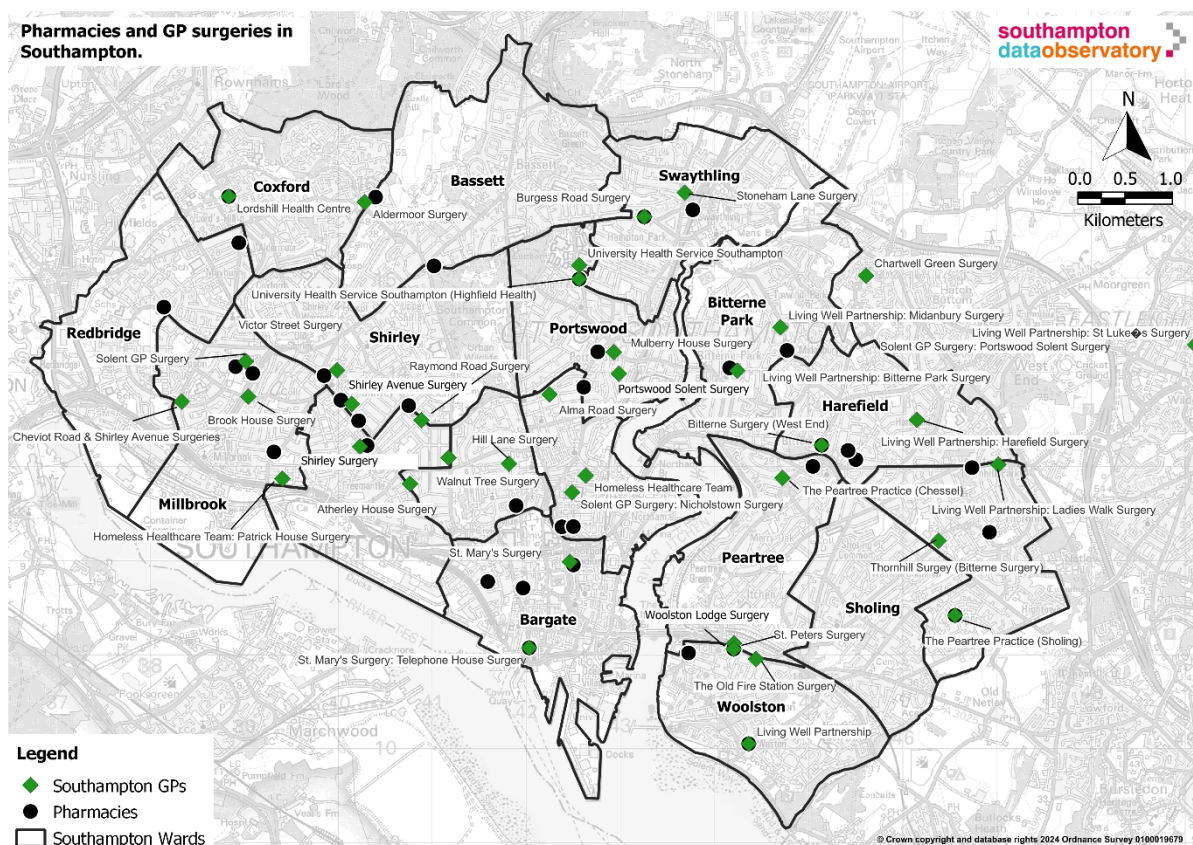 Pharmacies and GP surgeries in
Southampton.
southampton
dataobservatory
N
0.0 0.5 1.0
Kilometers
Coxford
Lordshill Health Centre
Aldermoor Surgery
Bassett
Swaythling
Burgess Road Surgery
Stoneham Lane Surgery
University Health Service Southampton
Chartwell Green Surgery
University Health Service Southampton (Highfield Health)
Redbridge
Victor Street Surgery
Shirley
Portswood
Bitterne
Park
Living Well Partnership: Midanbury Surgery
Living Well Partnership: St Luke�s Surgery
Solent GP Surgery: Portswood Solent Surgery
Mulberry House Surgery
Solent GP Surgery
Raymond Road Surgery
Shirley Avenue Surgery
Portswood Solent Surgery
Living Well Partnership: Bitterne Park Surgery
Brook House Surgery
Alma Road Surgery
Harefield
Cheviot Road & Shirley Avenue Surgeries
Bitterne Surgery (West End)
Living Well Partnership: Harefield Surgery
Hill Lane Surgery
Shirley Surgery
Walnut Tree Surgery
Homeless Healthcare Team
The Peartree Practice (Chessel)
Millbrook
Atherley House Surgery
Solent GP Surgery: Nicholstown Surgery
Living Well Partnership: Ladies Walk Surgery
Homeless Healthcare Team: Patrick House Surgery
SOUTHAMPTON
St. Mary's Surgery
Peartree
Thornhill Surgey (Bitterne Surgery)
Sholing
Bargate
Woolston Lodge Surgery
St. Peters Surgery
The Peartree Practice (Sholing)
St. Mary's Surgery: Telephone House Surgery
The Old Fire Station Surgery
Woolston
Living Well Partnership
Marchwood
Legend
Southampton GPs
Pharmacies
Southampton Wards
© Crown copyright and database rights 2024 Ordnance Survey 0100019679